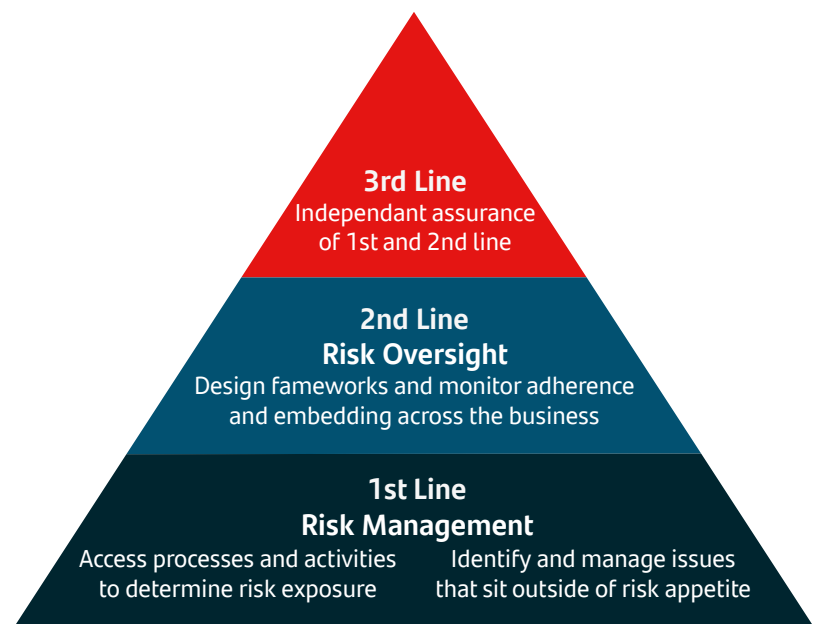 3rd Line
Independant assurance
of 1st and 2nd line
2nd Line
Risk Oversight
Design fameworks and monitor adherence
and embedding across the business
1st Line
Risk Management
Access processes and activities
to determine risk exposure
Identify and manage issues
that sit outside of risk appetite